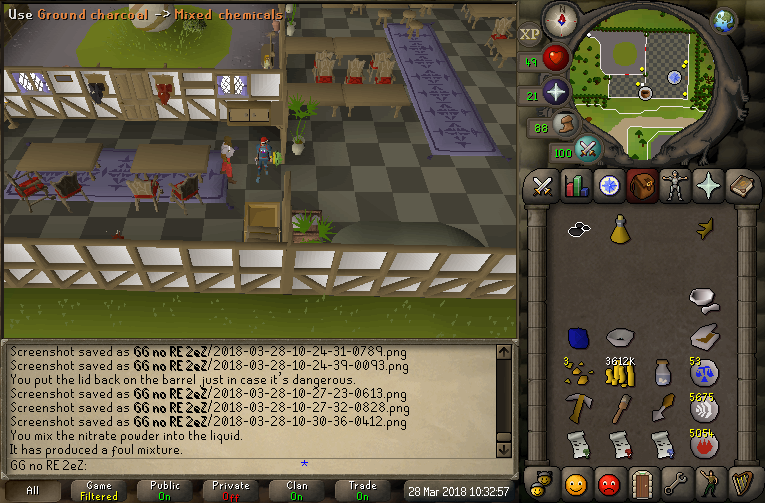 Use Ground charcoal -> Mixed chemicals
XP
49
21
88
100
Screenshot saved as GG no RE 2eZ/2018-03-28-10-24-31-0789.png
Screenshot saved as GG no RE 2eZ/2018-03-28-10-24-39-0093.png
You put the lid back on the barrel just in case it's dangerous.
Screenshot saved as GG no RE 2eZ/2018-03-28-10-27-23-0613.png
Screenshot saved as GG no RE 2eZ/2018-03-28-10-27-32-0828.png
Screenshot saved as GG no RE 2eZ/2018-03-28-10-30-36-0412.png
You mix the nitrate powder into the liquid.
It has produced a foul mixture.
GG no RE 2eZ: *
3
3612K
53
5675
5054
All
Game
Filtered
Public
On
Private
Off
Clan
On
Trade
On
28 Mar 2018 10:32:57